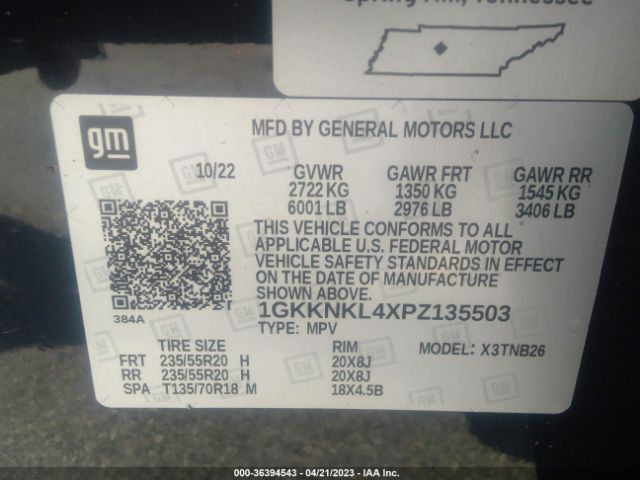 Spring Hill, Tennessee
gm
MFD BY GENERAL MOTORS LLC
10/22 GVWR GAWR FRT GAWR RR
2722 KG 1350 KG 1545 KG
6001 LB 2976 LB 3406 LB
THIS VEHICLE CONFORMS TO ALL
APPLICABLE U.S. FEDERAL MOTOR
VEHICLE SAFETY STANDARDS IN EFFECT
ON THE DATE OF MANUFACTURE
SHOWN ABOVE.
384A
1GKKNKL4XPZ135503
TYPE: MPV
TIRE SIZE RIM MODEL: X3TNB26
FRT 235/55R20 H 20X8J
RR 235/55R20 H 20X8J
SPA T135/70R18 M 18X4.5B
000-36394543 / 04/21/2023 - IAA Inc.